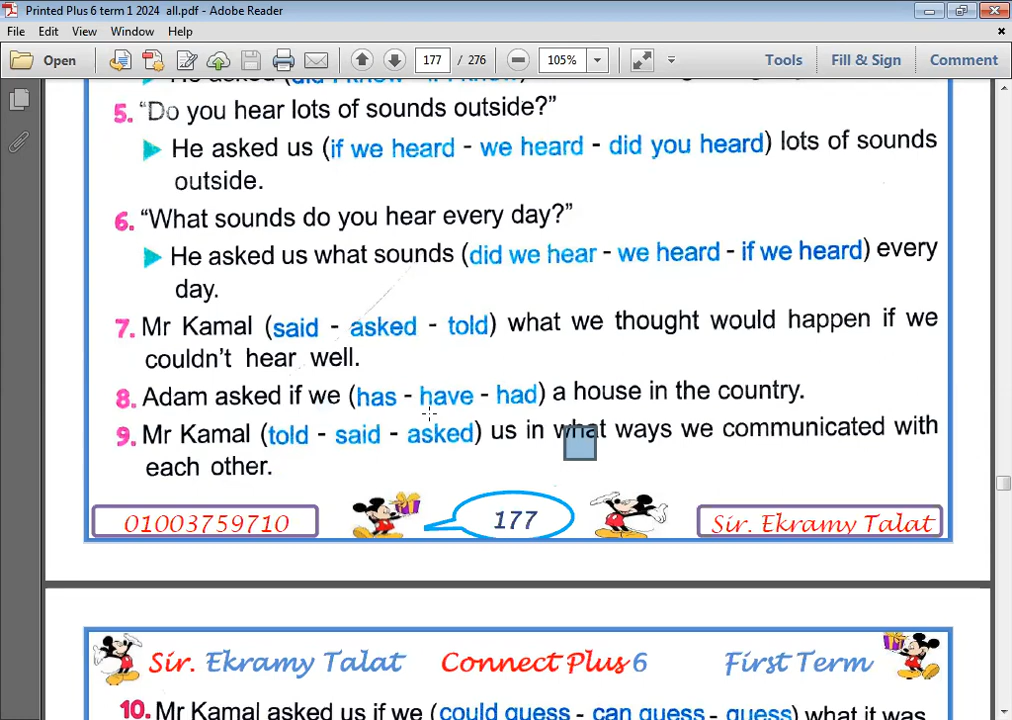 Printed Plus 6 term 1 2024 all.pdf - Adobe Reader
File Edit View Window Help
Open 177 / 276 105% Tools Fill & Sign Comment
5. "Do you hear lots of sounds outside?"
He asked us (if we heard - we heard - did you heard) lots of sounds
outside.
6. "What sounds do you hear every day?"
He asked us what sounds (did we hear - we heard - if we heard) every
day.
7. Mr Kamal (said - asked - told) what we thought would happen if we
couldn't hear well.
8. Adam asked if we (has - have - had) a house in the country.
9. Mr Kamal (told - said - asked) us in what ways we communicated with
each other.
01003759710 177 Sir. Ekramy Talat
Sir. Ekramy Talat Connect Plus 6 First Term
10. Mr Kamal asked us if we (could guess - can guess - guess) what it was